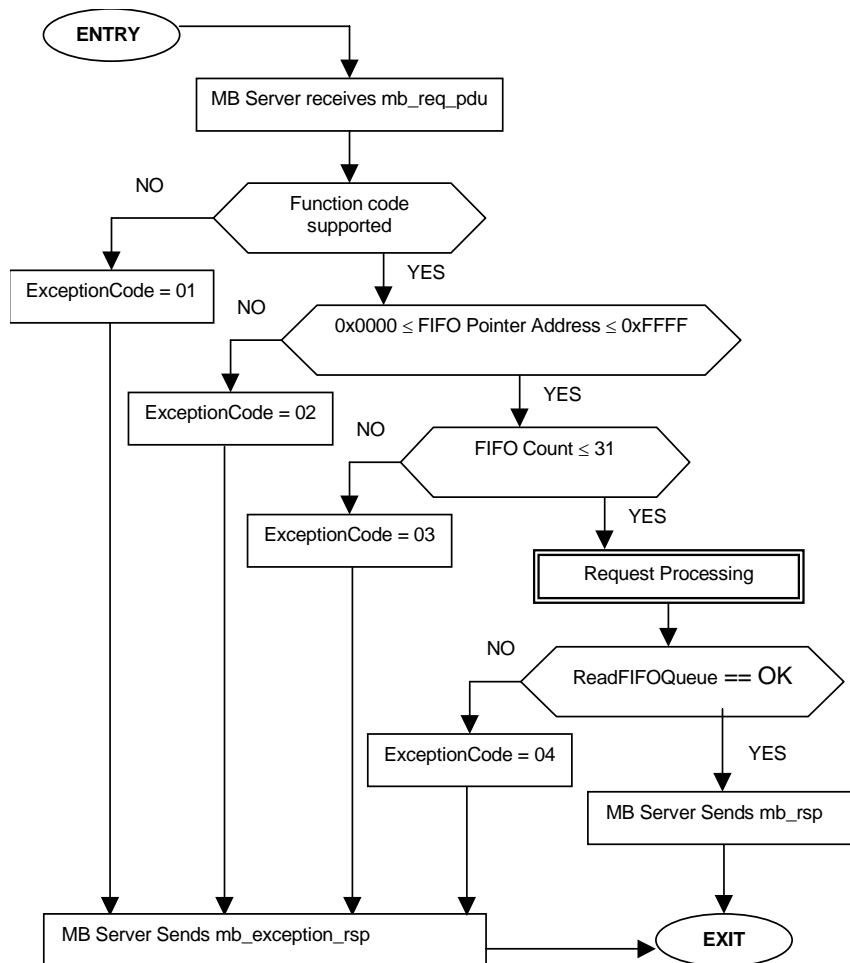 ENTRY
MB Server receives mb_req_pdu
NO
Function code
supported
YES
ExceptionCode = 01
NO
0x0000 ≤ FIFO Pointer Address ≤ 0xFFFF
YES
ExceptionCode = 02
NO
FIFO Count ≤ 31
YES
ExceptionCode = 03
Request Processing
NO
ReadFIFOQueue == OK
YES
ExceptionCode = 04
MB Server Sends mb_rsp
MB Server Sends mb_exception_rsp
EXIT